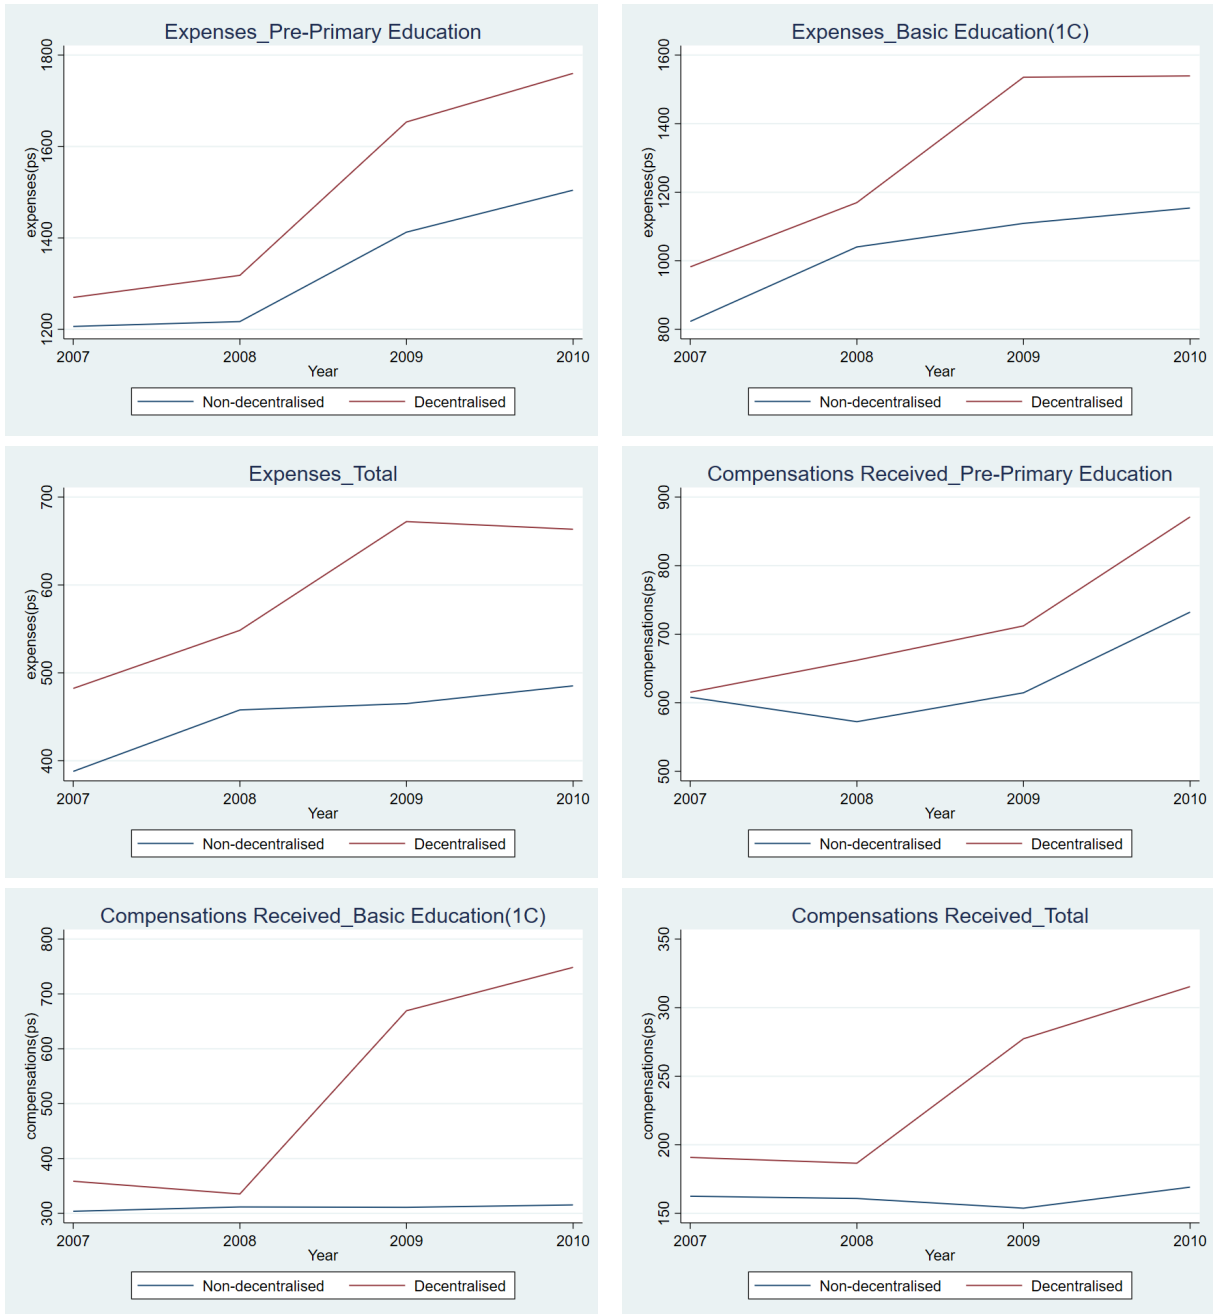 Expenses_Pre-Primary Education
expenses(ps)
1800
1600
1400
1200
2007 2008 2009 2010
Year
Non-decentralised Decentralised
Expenses_Basic Education(1C)
expenses(ps)
1600
1400
1200
1000
800
2007 2008 2009 2010
Year
Non-decentralised Decentralised
Expenses_Total
expenses(ps)
700
600
500
400
2007 2008 2009 2010
Year
Non-decentralised Decentralised
Compensations Received_Pre-Primary Education
compensations(ps)
900
800
700
600
500
2007 2008 2009 2010
Year
Non-decentralised Decentralised
Compensations Received_Basic Education(1C)
compensations(ps)
800
700
600
500
400
300
2007 2008 2009 2010
Year
Non-decentralised Decentralised
Compensations Received_Total
compensations(ps)
350
300
250
200
150
2007 2008 2009 2010
Year
Non-decentralised Decentralised